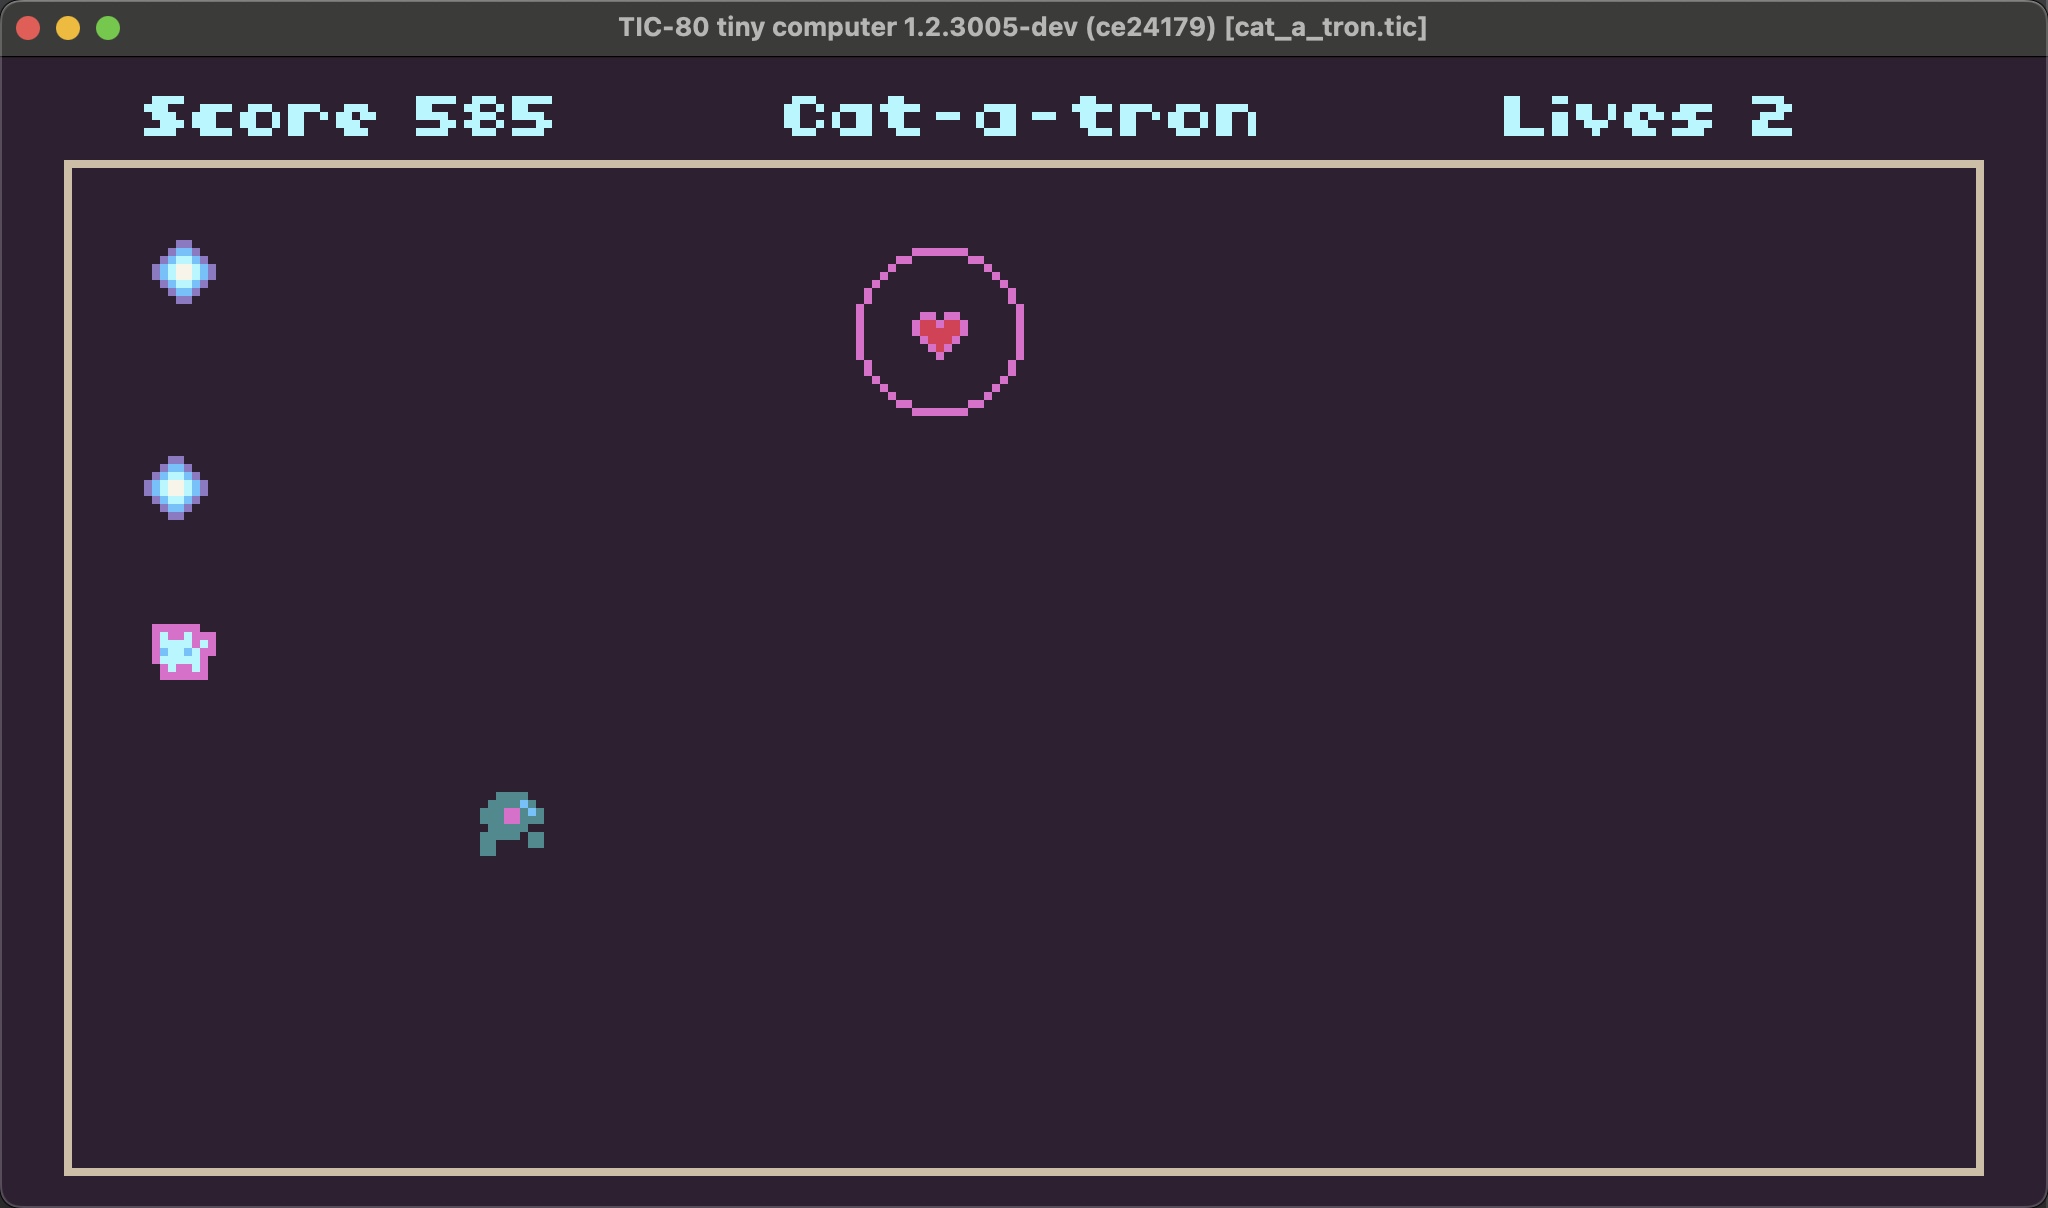 TIC-80 tiny computer 1.2.3005-dev (ce24179) [cat_a_tron.tic]
Score 585 Cat-a-tron Lives 2